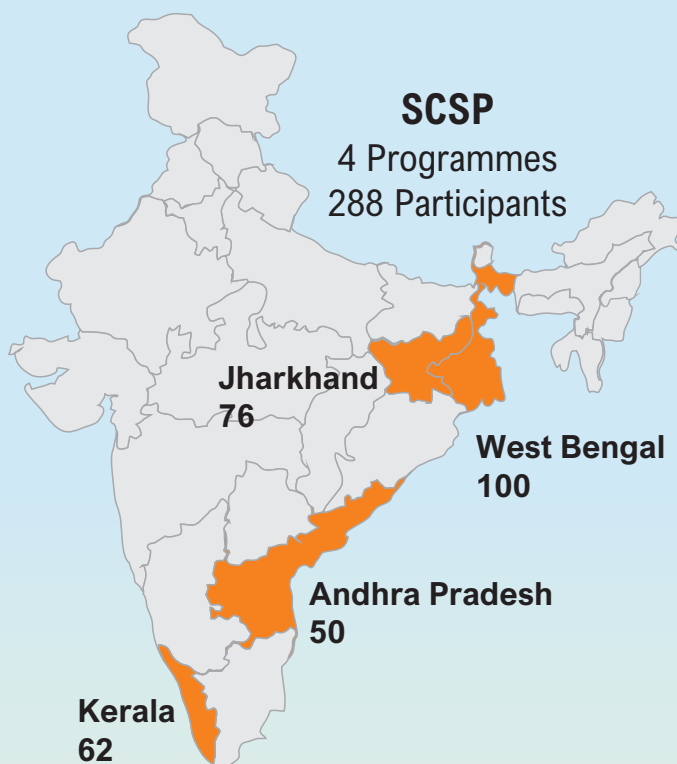 SCSP
4 Programmes
288 Participants
Jharkhand
76
West Bengal
100
Andhra Pradesh
50
Kerala
62